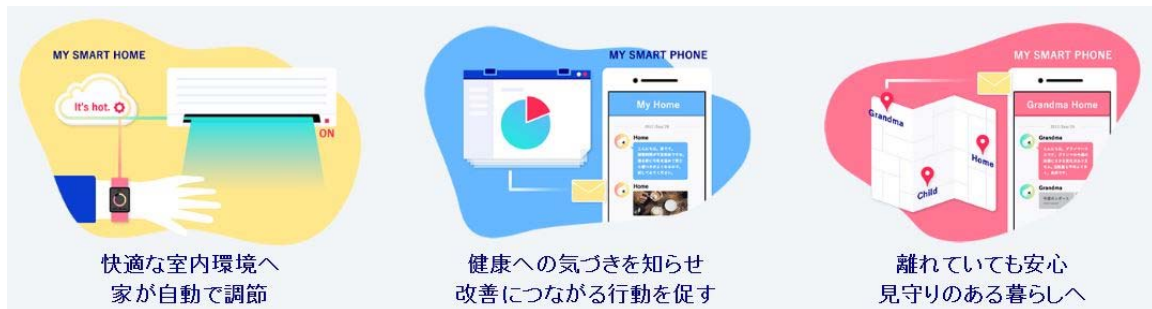 MY SMART HOME
It's hot.
ON
快適な室内環境へ
家が自動で調節
MY SMART PHONE
My Home
Home
Home
健康への気づきを知らせ
改善につながる行動を促す
MY SMART PHONE
Grandma Home
Grandma
Home
Child
Grandma
Grandma
離れていても安心
見守りのある暮らしへ